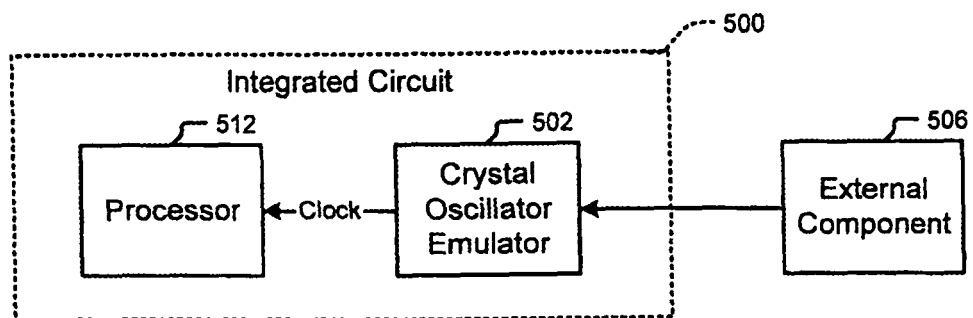 500
Integrated Circuit
512
502
506
Processor
Clock
Crystal
Oscillator
Emulator
External
Component